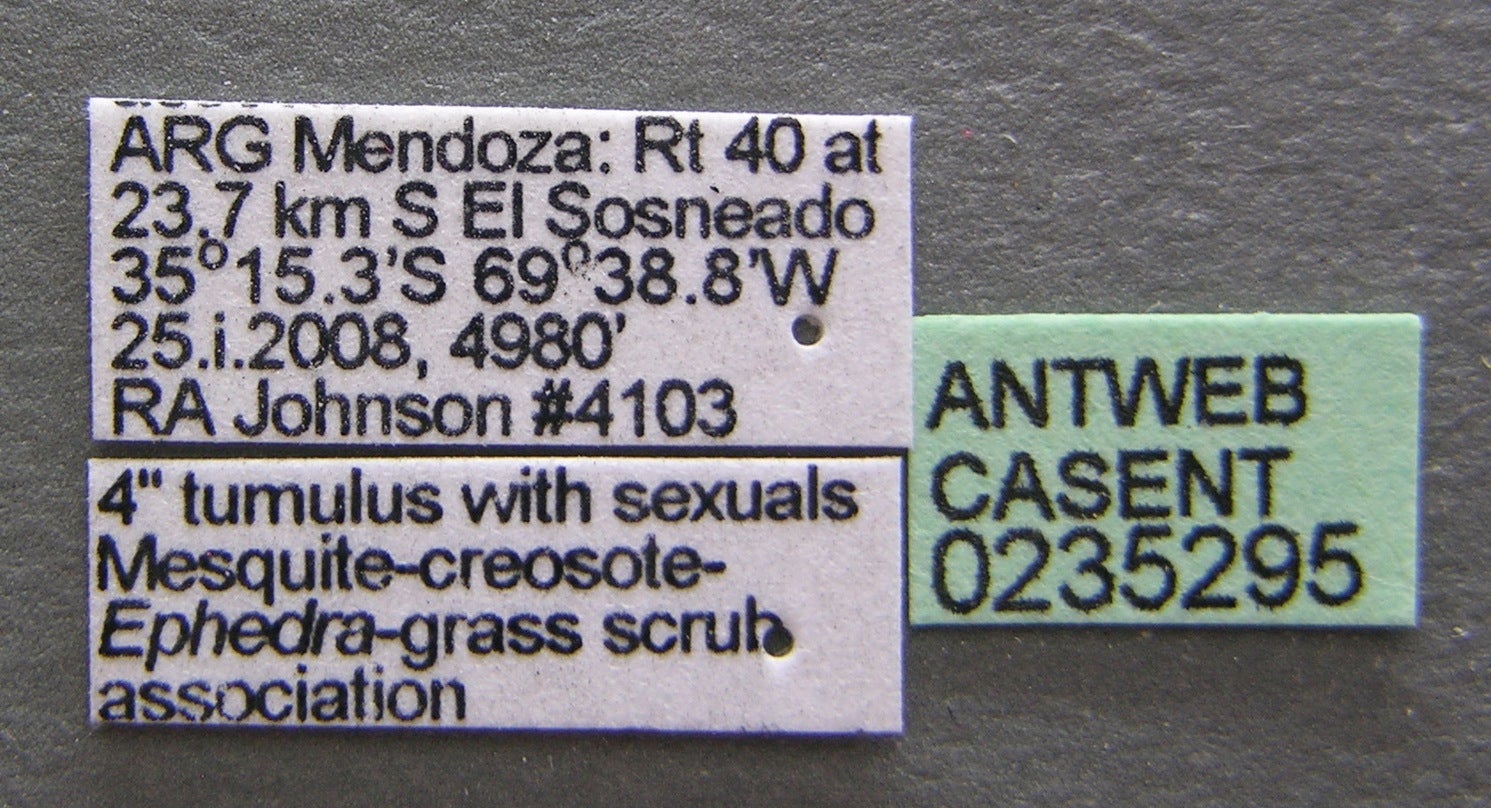 ARG Mendoza: Rt 40 at
23.7 km S El Sosneado
35°15.3'S 69°38.8'W
25.i.2008, 4980'
RA Johnson #4103
4" tumulus with sexuals
Mesquite-creosote-
Ephedra-grass scrub
association
ANTWEB
CASENT
0235295